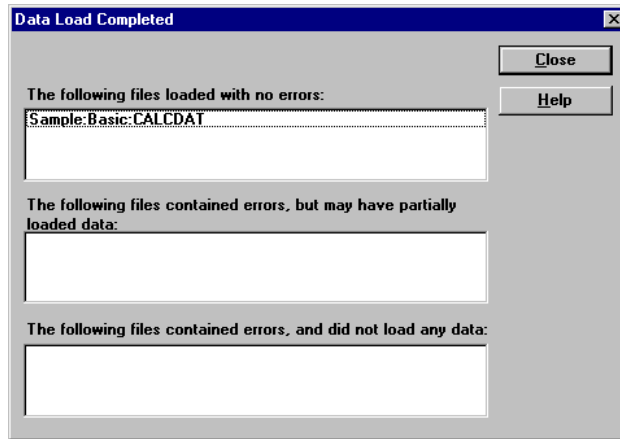 Data Load Completed
Close
The following files loaded with no errors:
Help
Sample:Basic:CALCDAT
The following files contained errors, but may have partially
loaded data:
The following files contained errors, and did not load any data: